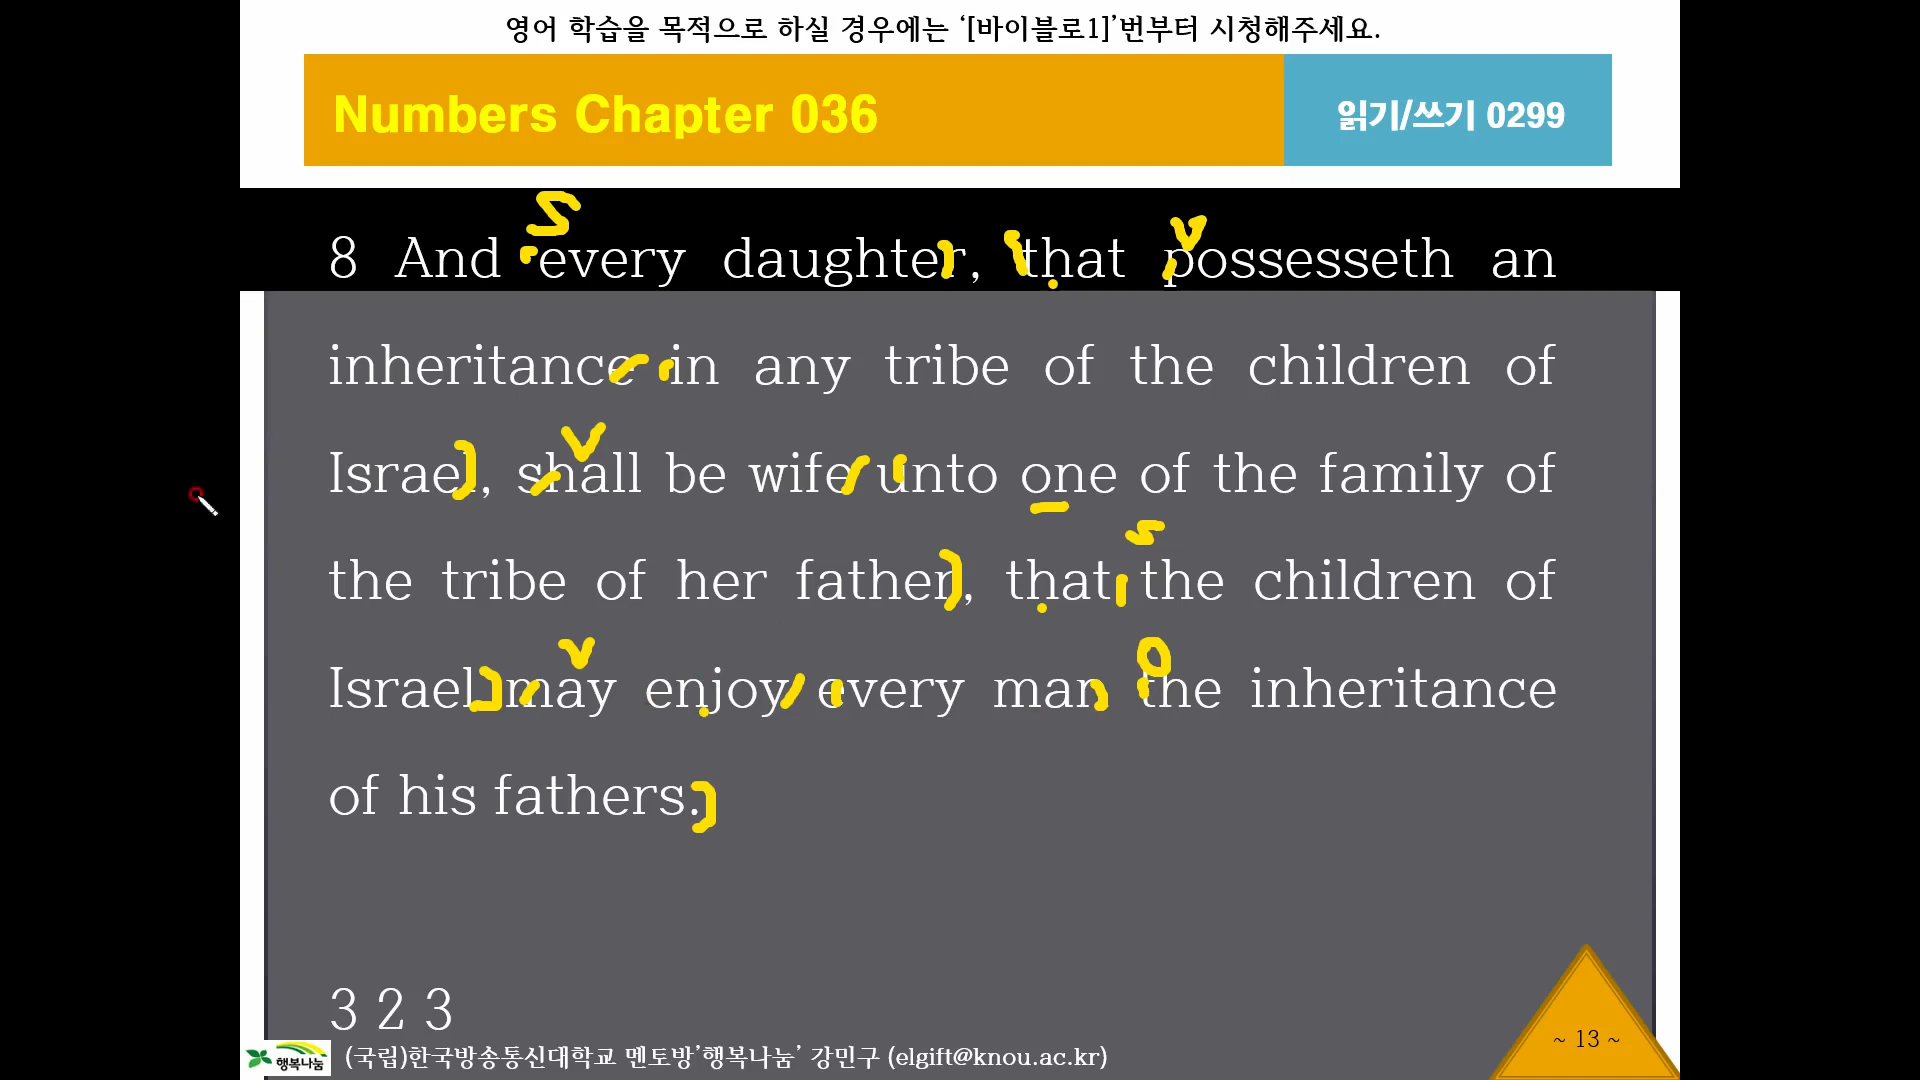 영어 학습을 목적으로 하실 경우에는 ‘[바이블로1]’번부터 시청해주세요.
Numbers Chapter 036
읽기/쓰기 0299
S V
8 And every daughter, that possesseth an
inheritance in any tribe of the children of
V
Israel, shall be wife unto one of the family of
S
the tribe of her father, that the children of
V O
Israel may enjoy every man the inheritance
of his fathers.
3 2 3
~ 13 ~
행복나눔 (국립)한국방송통신대학교 멘토방’행복나눔’ 강민구 (elgift@knou.ac.kr)